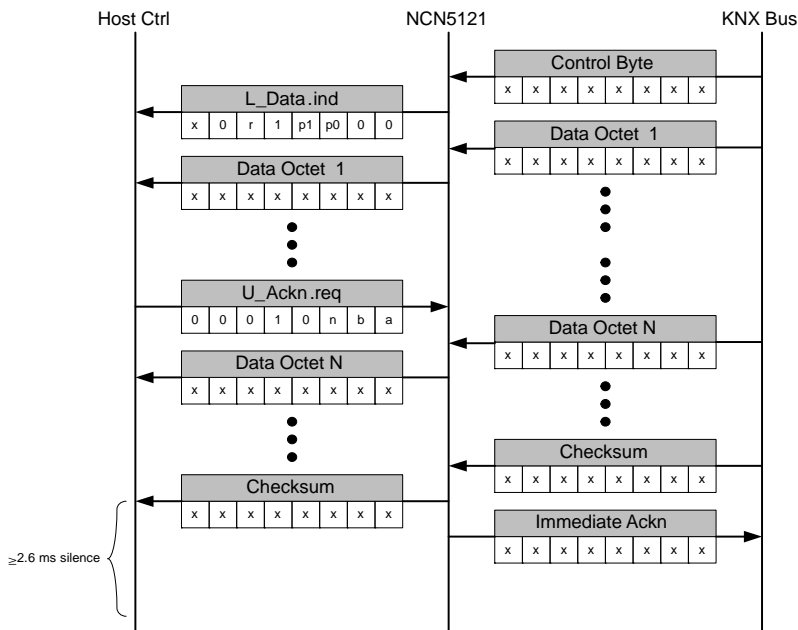 Host Ctrl NCN5121 KNX Bus
Control Byte
x x x x x x x x
L_Data.ind
x 0 r 1 p1 p0 0 0
Data Octet 1
x x x x x x x x
Data Octet 1
x x x x x x x x
U_Ackn.req
0 0 0 1 0 n b a
Data Octet N
x x x x x x x x
Data Octet N
x x x x x x x x
Checksum
x x x x x x x x
Checksum
x x x x x x x x
Immediate Ackn
x x x x x x x x
≥2.6 ms silence